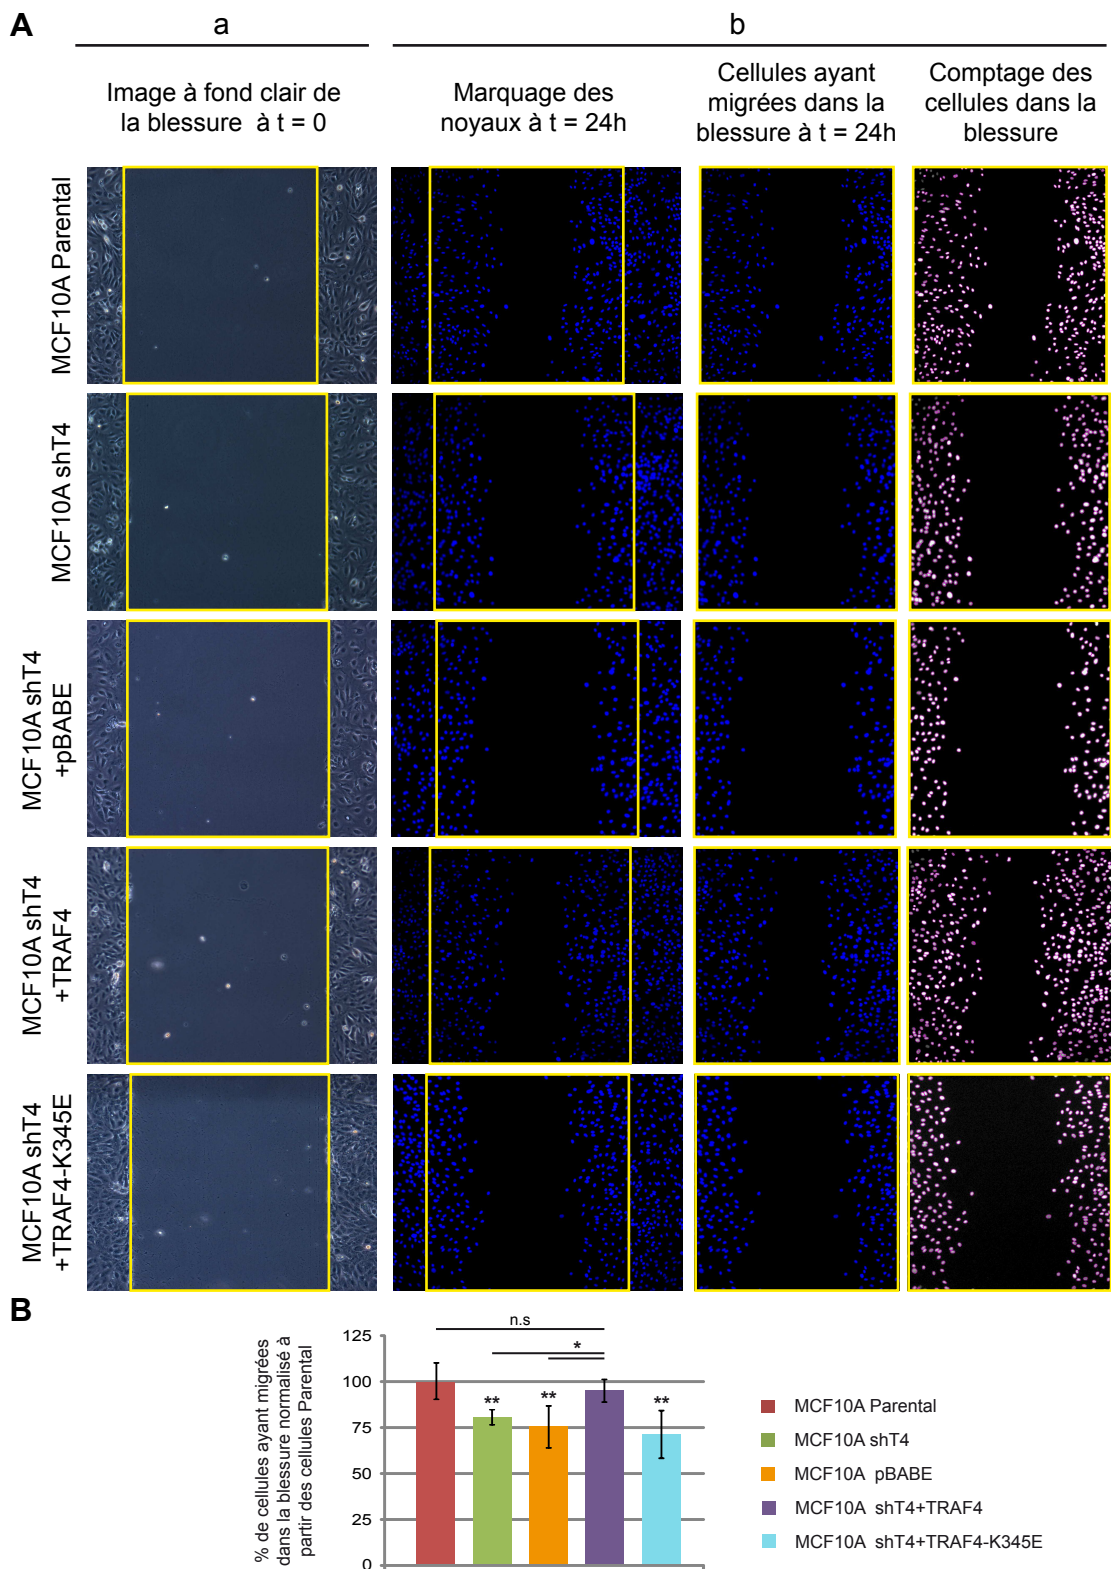 A
a
b
Image à fond clair de
la blessure à t = 0
Marquage des
noyaux à t = 24h
Cellules ayant
migrées dans la
blessure à t = 24h
Comptage des
cellules dans la
blessure
MCF10A Parental
MCF10A shT4
MCF10A shT4
+pBABE
MCF10A shT4
+TRAF4
MCF10A shT4
+TRAF4-K345E
B
% de cellules ayant migrées
dans la blessure normalisé à
partir des cellules Parental
125
100
75
50
25
0
n.s
*
**
**
**
MCF10A Parental
MCF10A shT4
MCF10A pBABE
MCF10A shT4+TRAF4
MCF10A shT4+TRAF4-K345E